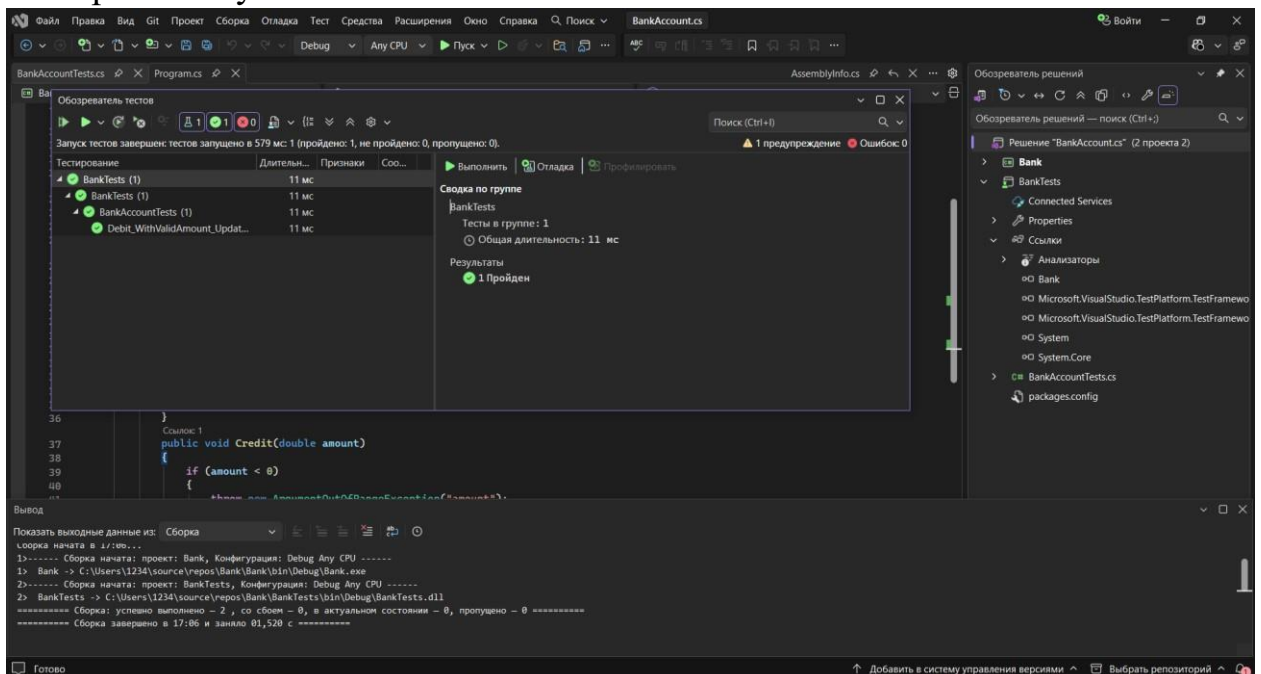 Файл Правка Вид Git Проект Сборка Отладка Тест Средства Расширения Окно Справка Поиск BankAccount.cs Войти
Debug Any CPU Пуск
BankAccountTests.cs Program.cs AssemblyInfo.cs
Обозреватель решений
Обозреватель решений — поиск (Ctrl+;)
Решение "BankAccount.cs" (2 проекта)
Bank
BankTests
Connected Services
Properties
Ссылки
Анализаторы
Bank
Microsoft.VisualStudio.TestPlatform.TestFramewo
Microsoft.VisualStudio.TestPlatform.TestFramewo
System
System.Core
C# BankAccountTests.cs
packages.config
Обозреватель тестов
1 1 0
Поиск (Ctrl+I)
Запуск тестов завершен: тестов запущено в 579 мс: 1 (пройдено: 1, не пройдено: 0, пропущено: 0). 1 предупреждение Ошибок: 0
Тестирование Длительн... Признаки Соо...
BankTests (1) 11 мс
BankTests (1) 11 мс
BankAccountTests (1) 11 мс
Debit_WithValidAmount_Updat... 11 мс
Выполнить Отладка Профилировать
Сводка по группе
BankTests
Тесты в группе: 1
Общая длительность: 11 мс
Результаты
1 Пройден
36 }
Ссылок: 1
37 public void Credit(double amount)
38 {
39 if (amount < 0)
40 {
41 throw new ArgumentOutOfRangeException("amount");
Вывод
Показать выходные данные из: Сборка
Сборка начата в 17:06...
1>------ Сборка начата: проект: Bank, Конфигурация: Debug Any CPU ------
1> Bank -> C:\Users\1234\source\repos\Bank\Bank\bin\Debug\Bank.exe
2>------ Сборка начата: проект: BankTests, Конфигурация: Debug Any CPU ------
2> BankTests -> C:\Users\1234\source\repos\Bank\BankTests\bin\Debug\BankTests.dll
========== Сборка: успешно выполнено — 2 , со сбоем — 0, в актуальном состоянии — 0, пропущено — 0 ==========
========== Сборка завершено в 17:06 и заняло 01,520 с ==========
Готово Добавить в систему управления версиями Выбрать репозиторий